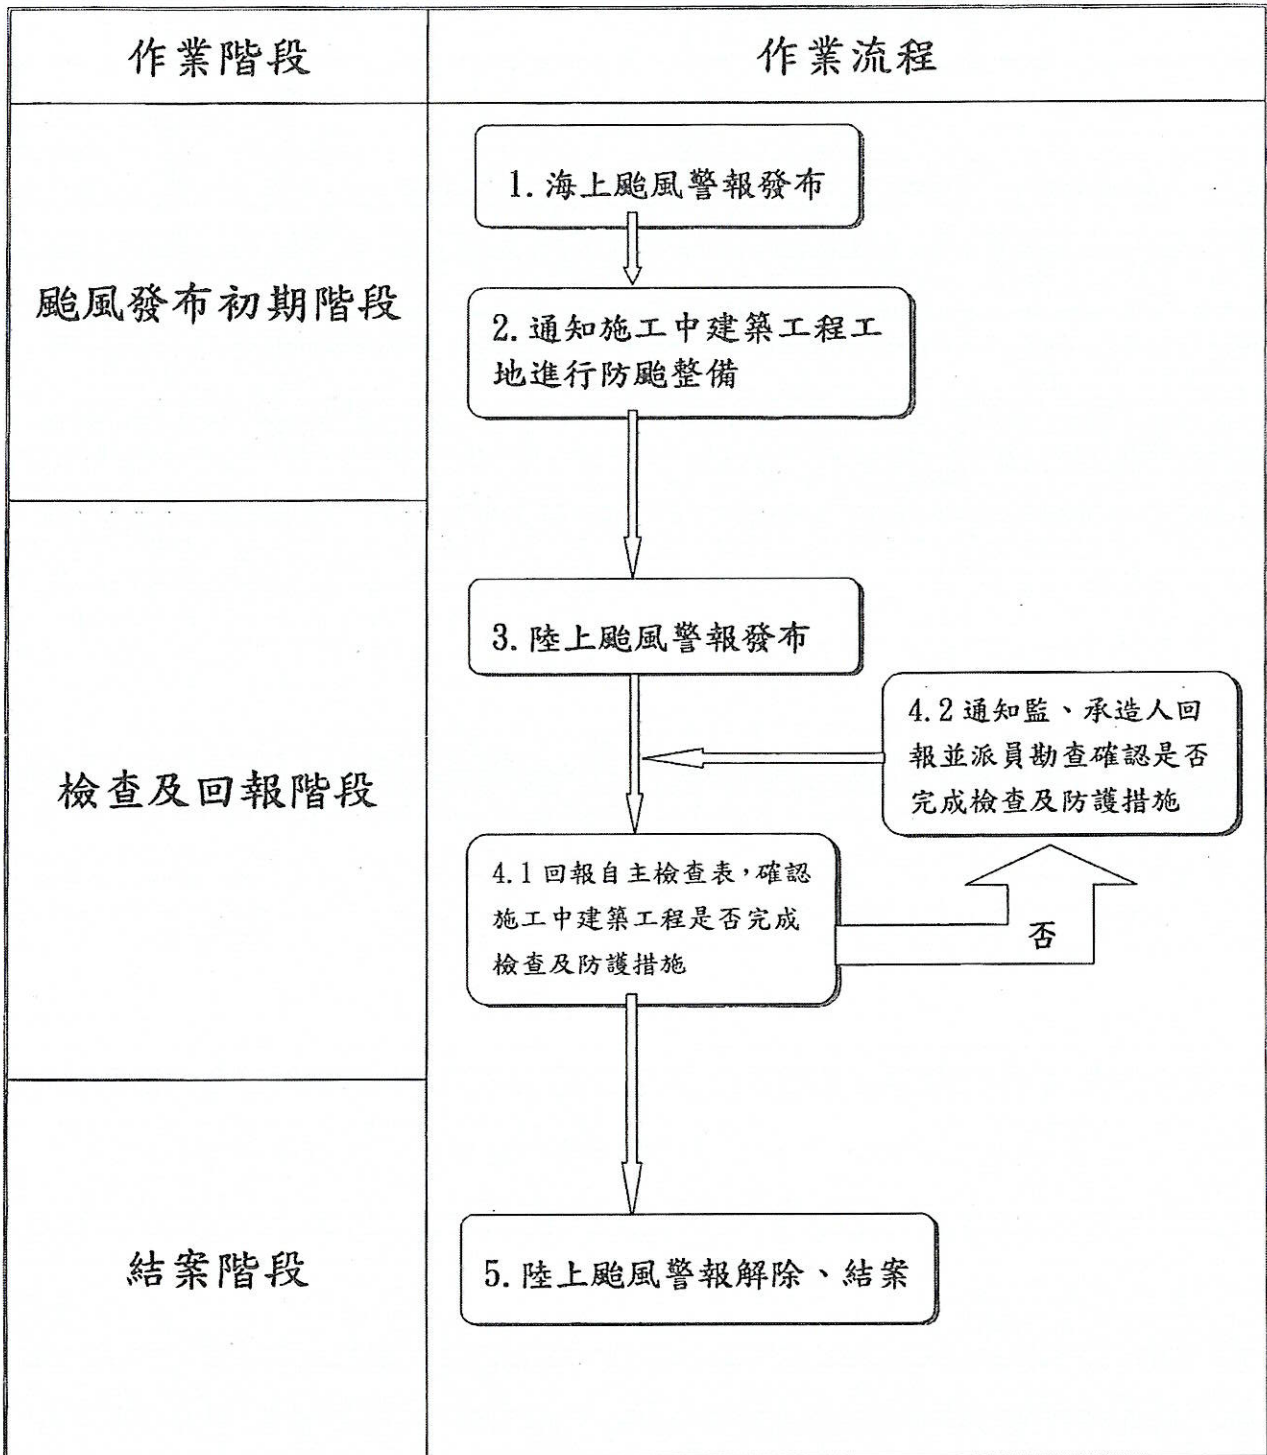 作業階段
作業流程
颱風發布初期階段
1.海上颱風警報發布
2.通知施工中建築工程工
地進行防颱整備
檢查及回報階段
3.陸上颱風警報發布
4.2通知監、承造人回
報並派員勘查確認是否
完成檢查及防護措施
4.1回報自主檢查表,確認
施工中建築工程是否完成
檢查及防護措施
否
結案階段
5.陸上颱風警報解除、結案